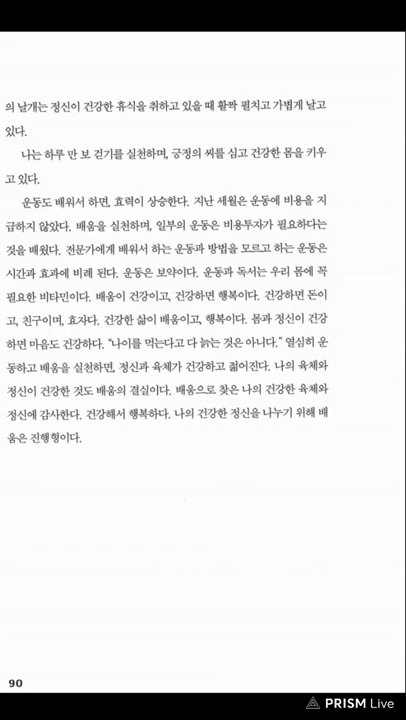 의 날개는 정신이 건강한 휴식을 취하고 있을 때 활짝 펼치고 가볍게 날고
있다.
나는 하루 만 보 걷기를 실천하며, 긍정의 씨를 심고 건강한 몸을 키우
고 있다.
운동도 배워서 하면, 효력이 상승한다. 지난 세월은 운동에 비용을 지
급하지 않았다. 배움을 실천하며, 일부의 운동은 비용투자가 필요하다는
것을 배웠다. 전문가에게 배워서 하는 운동과 방법을 모르고 하는 운동은
시간과 효과에 비례 된다. 운동은 보약이다. 운동과 독서는 우리 몸에 꼭
필요한 비타민이다. 배움이 건강이고, 건강하면 행복이다. 건강하면 돈이
고, 친구이며, 효자다. 건강한 삶이 배움이고, 행복이다. 몸과 정신이 건강
하면 마음도 건강하다. “나이를 먹는다고 다 늙는 것은 아니다.” 열심히 운
동하고 배움을 실천하면, 정신과 육체가 건강하고 젊어진다. 나의 육체와
정신이 건강한 것도 배움의 결실이다. 배움으로 찾은 나의 건강한 육체와
정신에 감사한다. 건강해서 행복하다. 나의 건강한 정신을 나누기 위해 배
움은 진행형이다.
90
PRISM Live